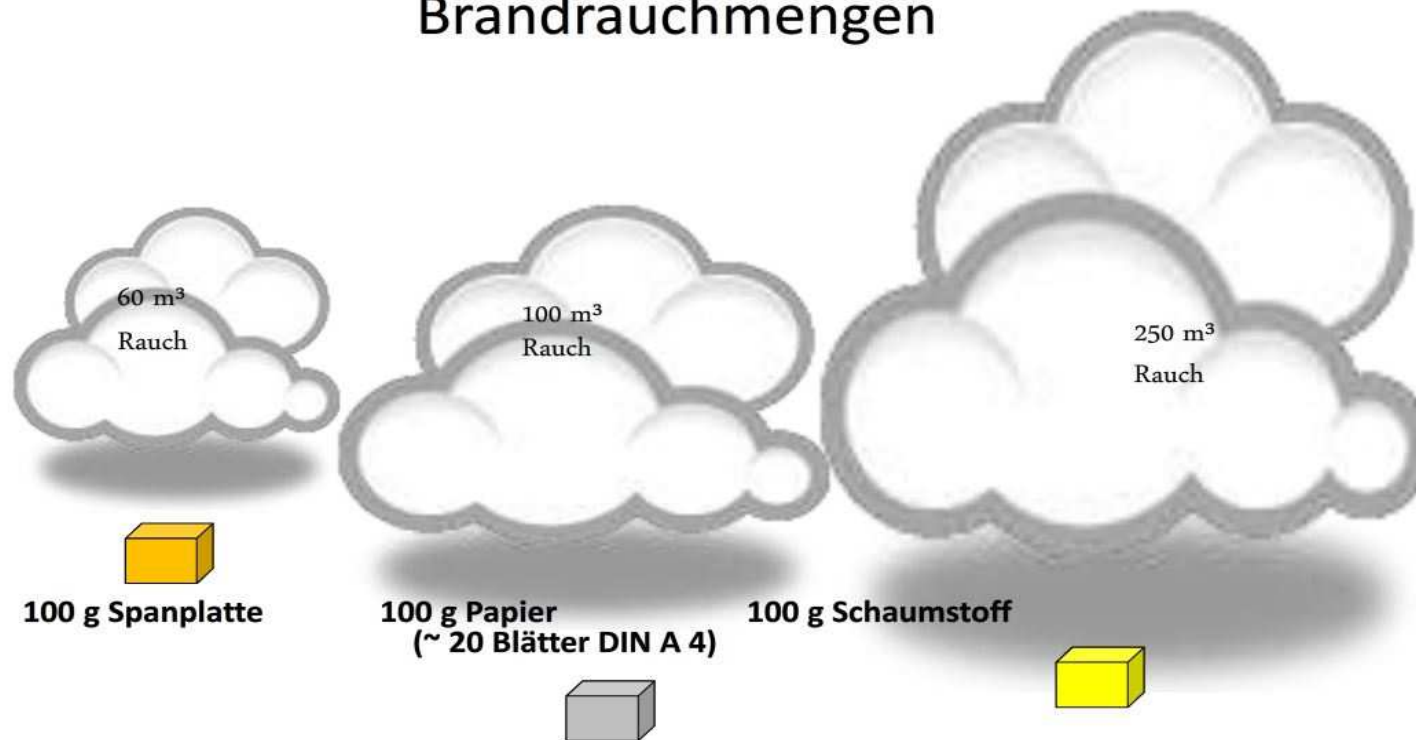 Brandrauchmengen
60 m³
Rauch
100 m³
Rauch
250 m³
Rauch
100 g Spanplatte
100 g Papier
(~ 20 Blätter DIN A 4)
100 g Schaumstoff